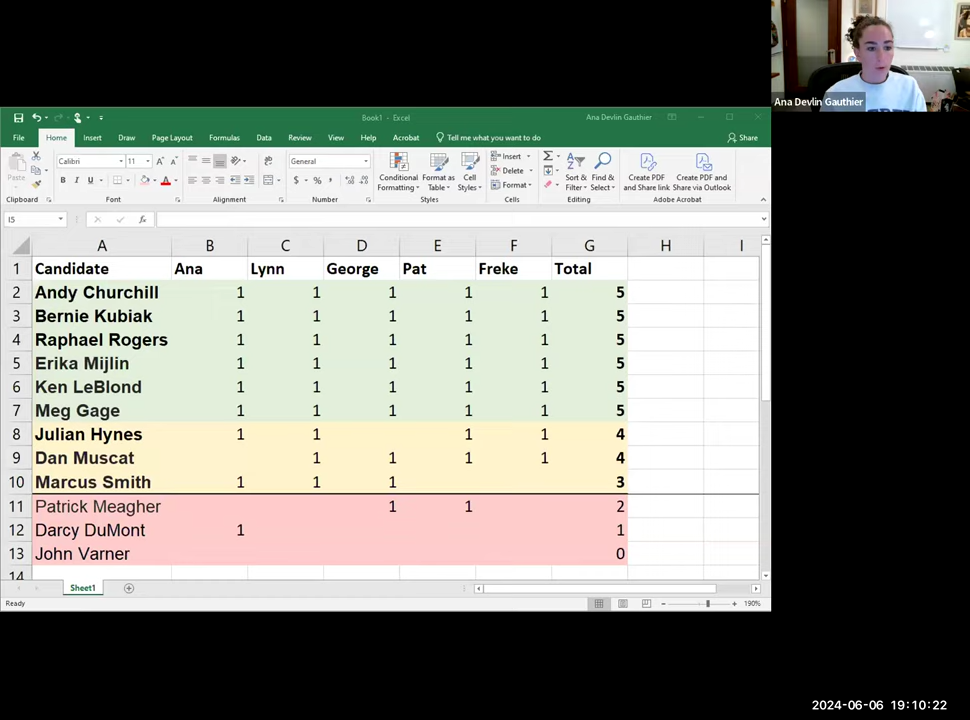 Ana Devlin Gauthier
Book1 - Excel
Ana Devlin Gauthier
File Home Insert Draw Page Layout Formulas Data Review View Help Acrobat Tell me what you want to do Share
Paste
Calibri 11
General
Conditional Formatting
Format as Table
Cell Styles
Insert
Delete
Format
Sort & Filter
Find & Select
Create PDF and Share link
Create PDF and Share via Outlook
Clipboard Font Alignment Number Styles Cells Editing Adobe Acrobat
I5
A B C D E F G H I
1 Candidate Ana Lynn George Pat Freke Total
2 Andy Churchill 1 1 1 1 1 5
3 Bernie Kubiak 1 1 1 1 1 5
4 Raphael Rogers 1 1 1 1 1 5
5 Erika Mijlin 1 1 1 1 1 5
6 Ken LeBlond 1 1 1 1 1 5
7 Meg Gage 1 1 1 1 1 5
8 Julian Hynes 1 1 1 1 4
9 Dan Muscat 1 1 1 1 4
10 Marcus Smith 1 1 1 3
11 Patrick Meagher 1 1 2
12 Darcy DuMont 1 1
13 John Varner 0
14
Sheet1
Ready 190%
2024-06-06 19:10:22